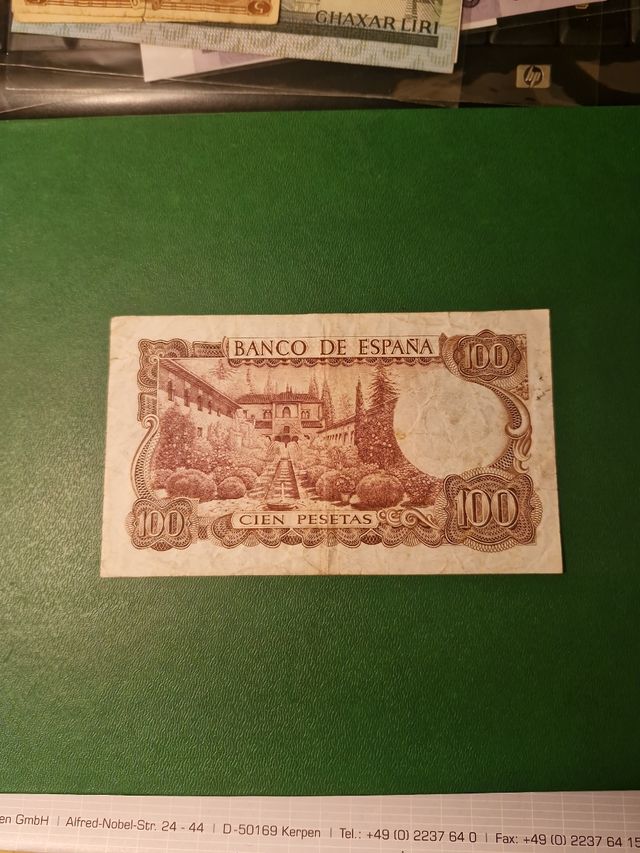 GHAXAR LIRI
hp
BANCO DE ESPAÑA
100
100
100
CIEN PESETAS
en GmbH | Alfred-Nobel-Str. 24 - 44 | D-50169 Kerpen | Tel.: +49 (0) 2237 64 0 | Fax: +49 (0) 2237 64 15